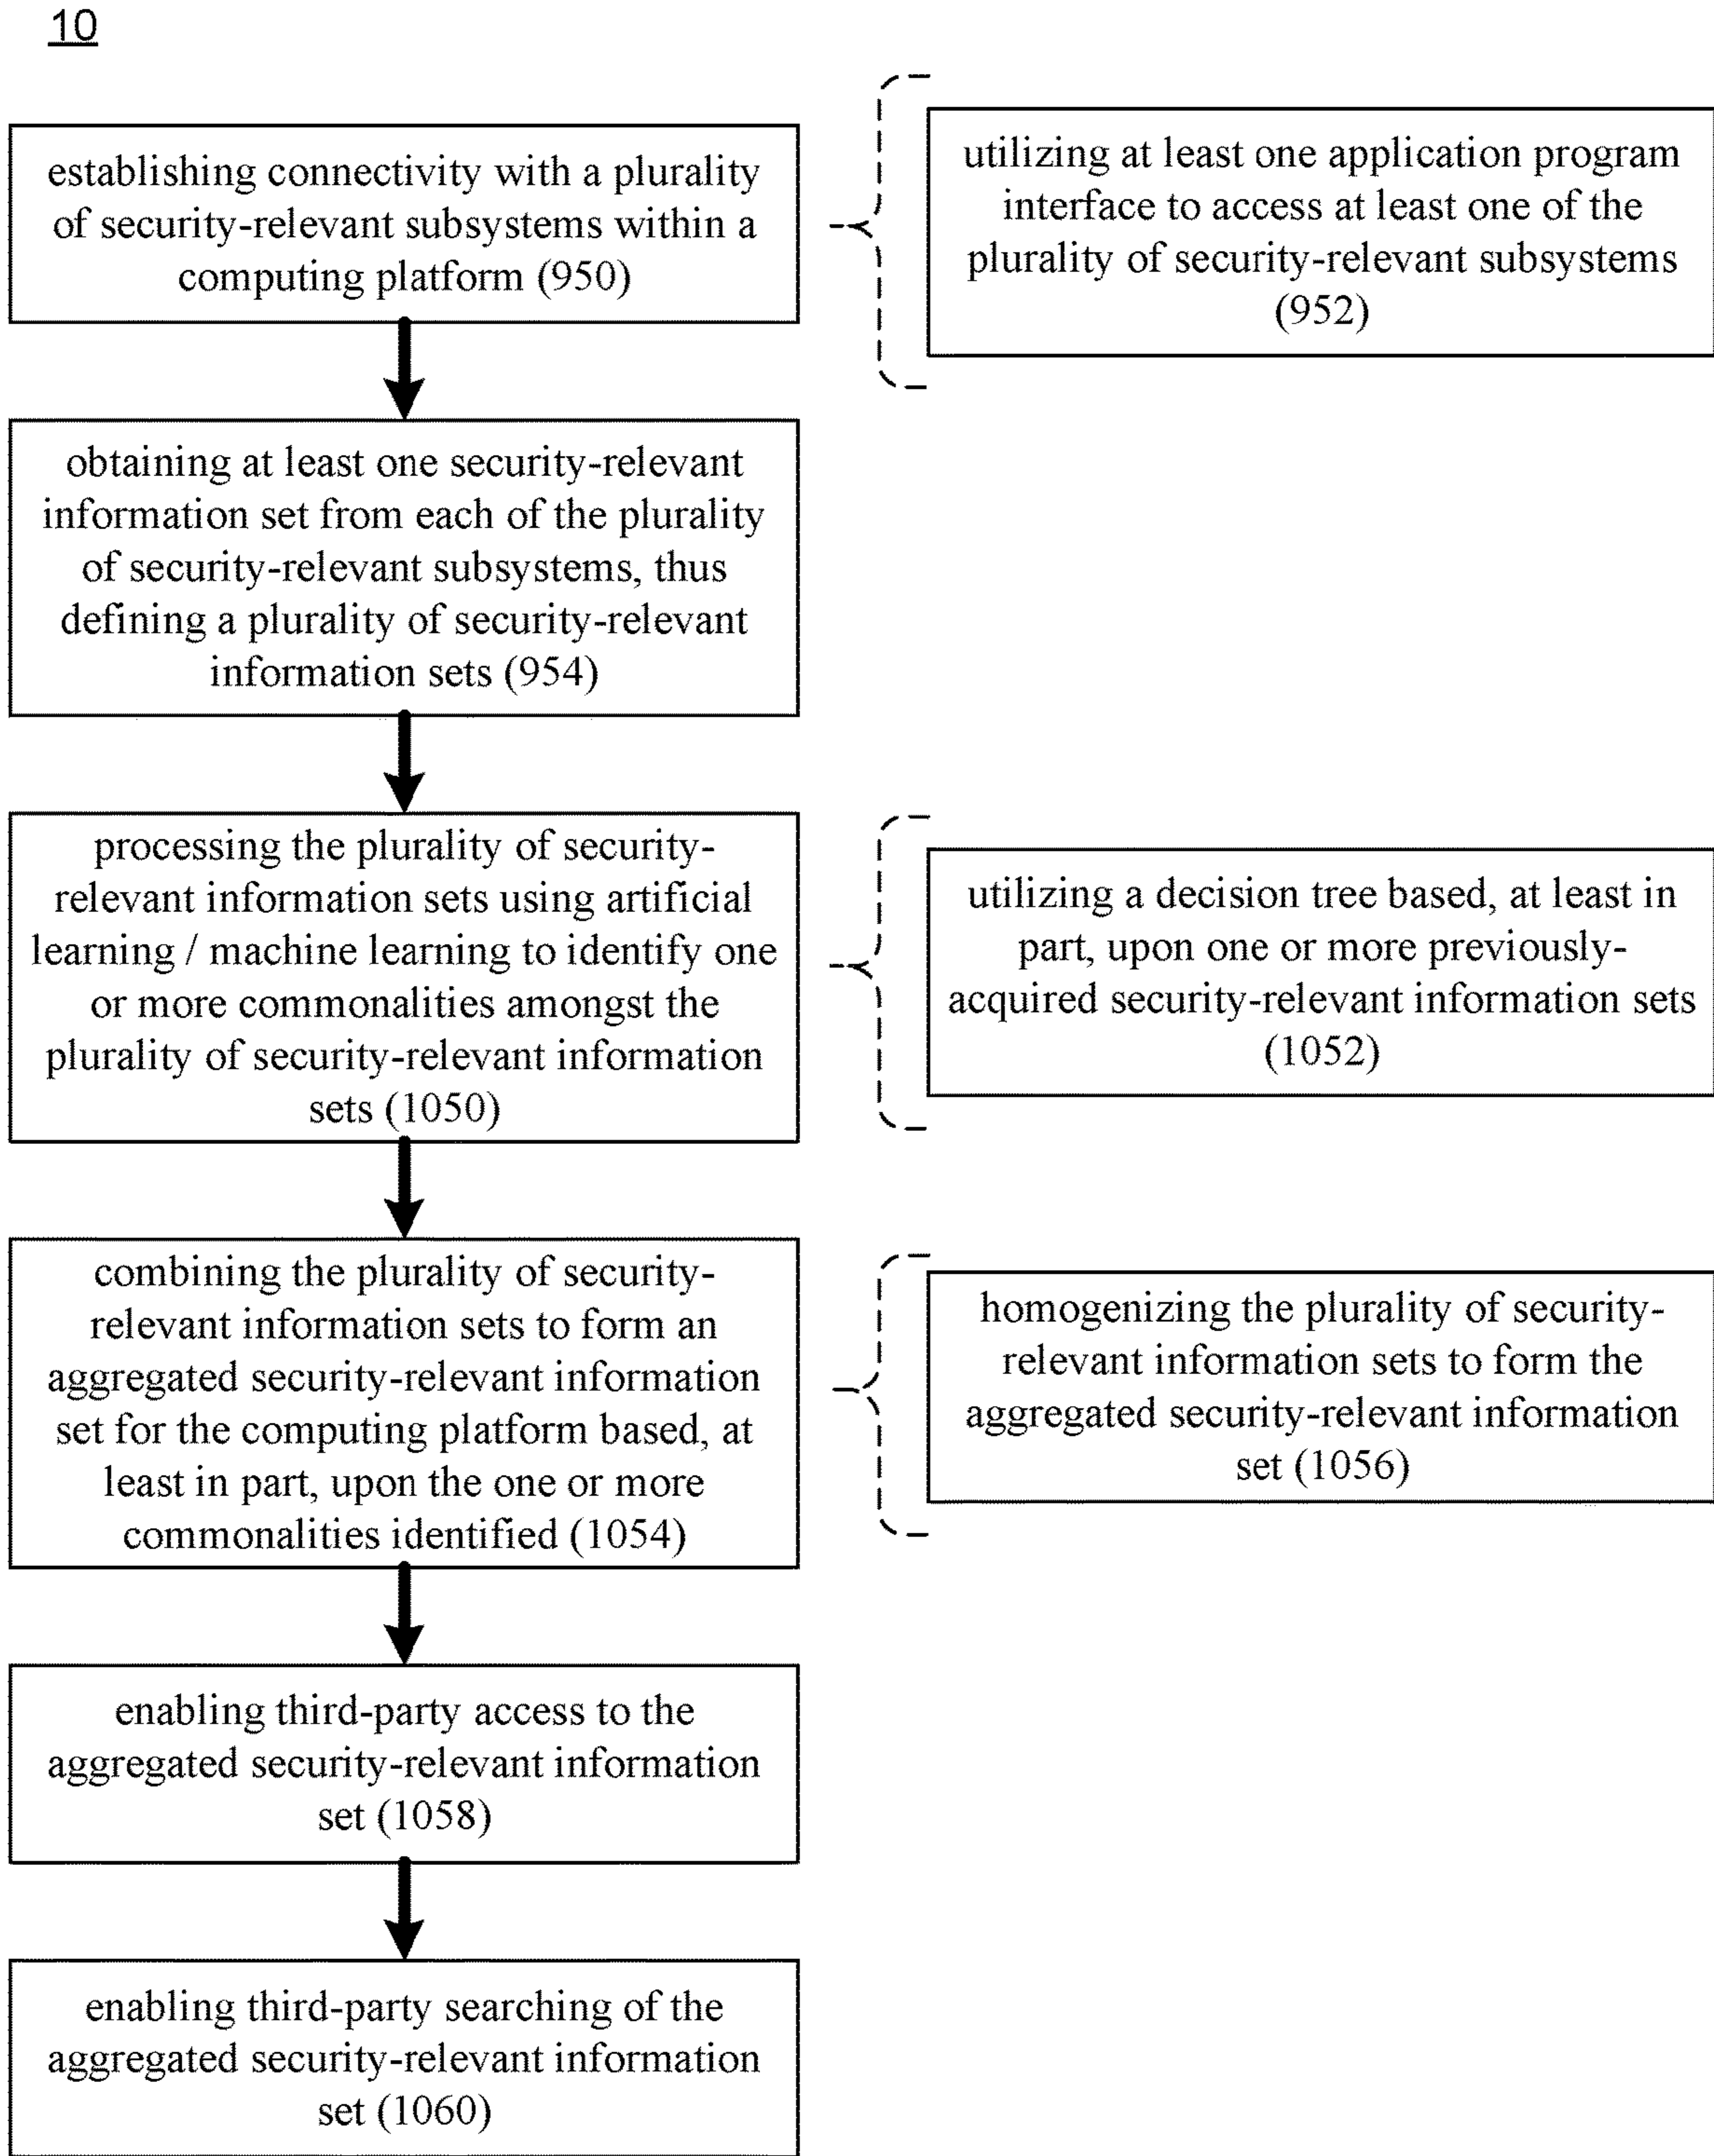 10
establishing connectivity with a plurality
of security-relevant subsystems within a
computing platform (950)
utilizing at least one application program
interface to access at least one of the
plurality of security-relevant subsystems
(952)
obtaining at least one security-relevant
information set from each of the plurality
of security-relevant subsystems, thus
defining a plurality of security-relevant
information sets (954)
processing the plurality of security-
relevant information sets using artificial
learning / machine learning to identify one
or more commonalities amongst the
plurality of security-relevant information
sets (1050)
utilizing a decision tree based, at least in
part, upon one or more previously-
acquired security-relevant information sets
(1052)
combining the plurality of security-
relevant information sets to form an
aggregated security-relevant information
set for the computing platform based, at
least in part, upon the one or more
commonalities identified (1054)
homogenizing the plurality of security-
relevant information sets to form the
aggregated security-relevant information
set (1056)
enabling third-party access to the
aggregated security-relevant information
set (1058)
enabling third-party searching of the
aggregated security-relevant information
set (1060)